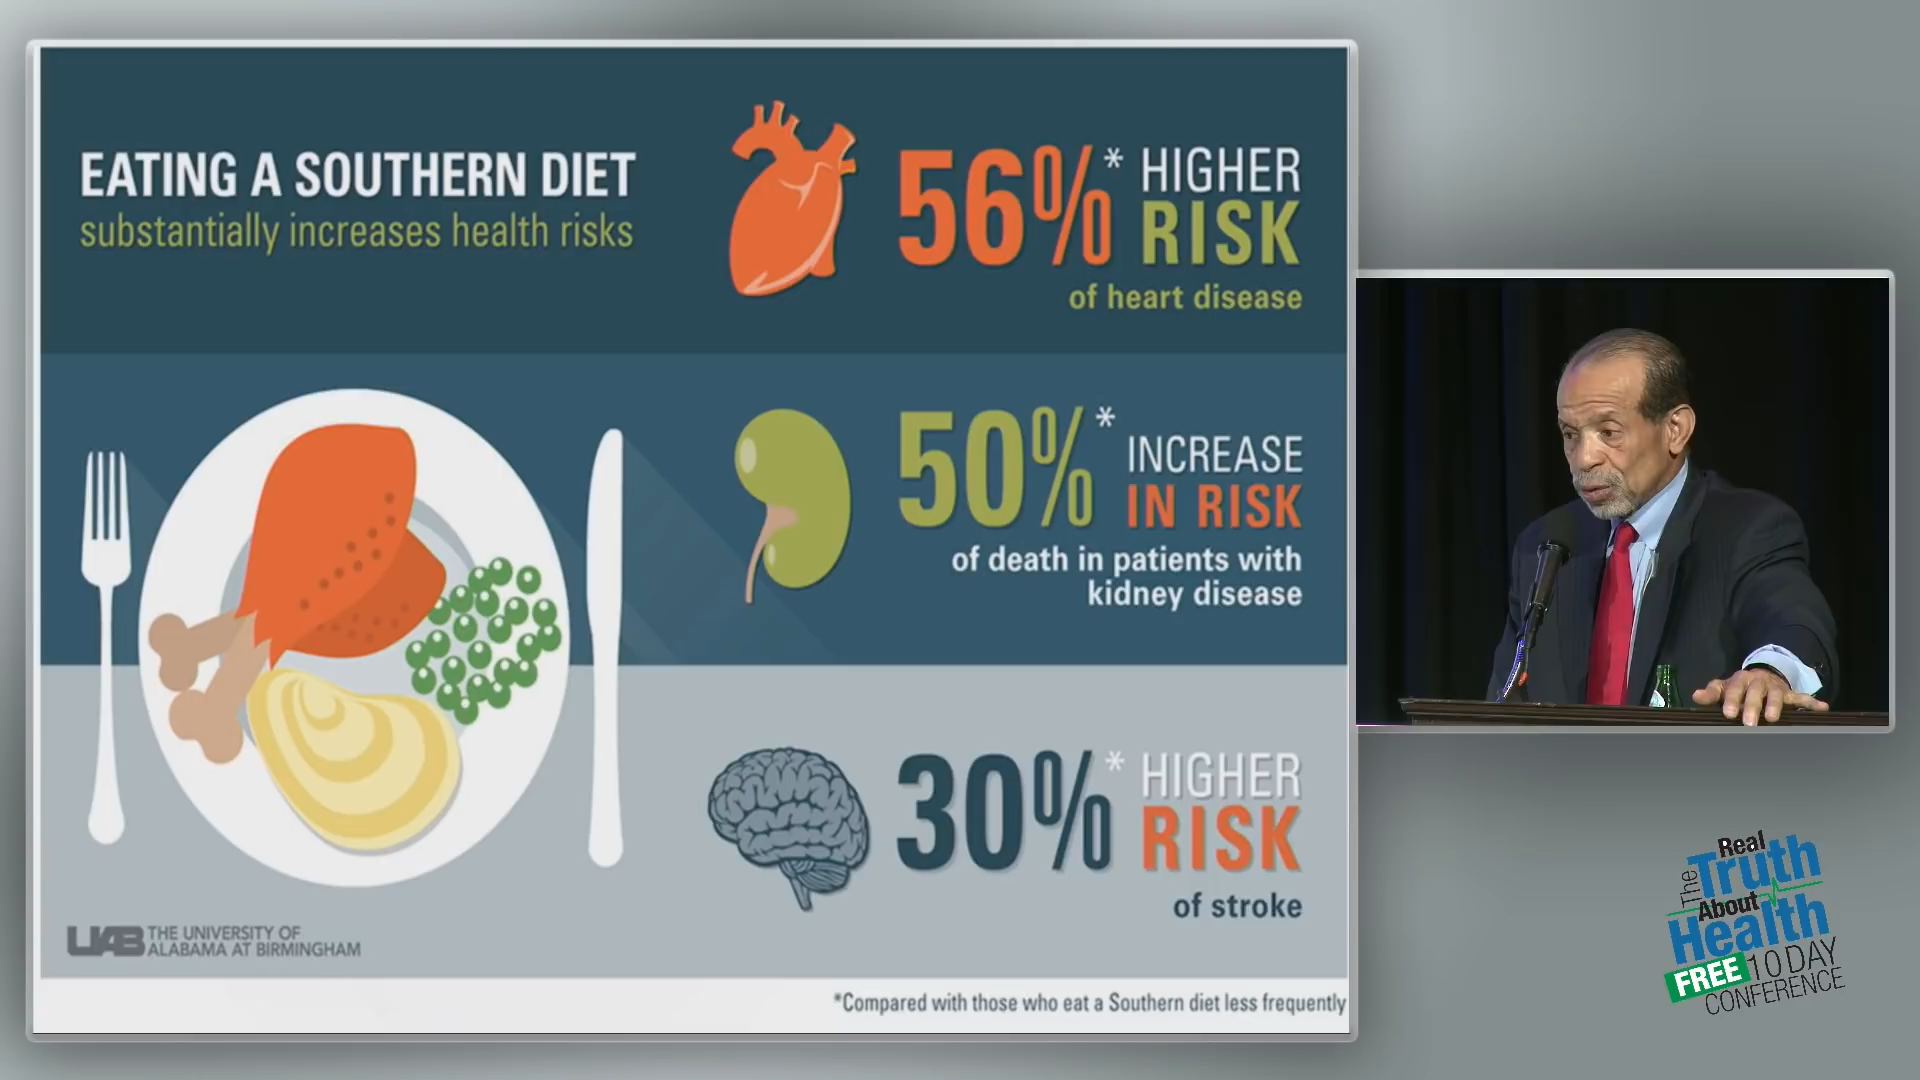 EATING A SOUTHERN DIET
substantially increases health risks
56%* HIGHER
RISK
of heart disease
50%* INCREASE
IN RISK
of death in patients with
kidney disease
30%* HIGHER
RISK
of stroke
UAB THE UNIVERSITY OF
ALABAMA AT BIRMINGHAM
*Compared with those who eat a Southern diet less frequently
The Real
Truth
About
Health
FREE 10 DAY
CONFERENCE